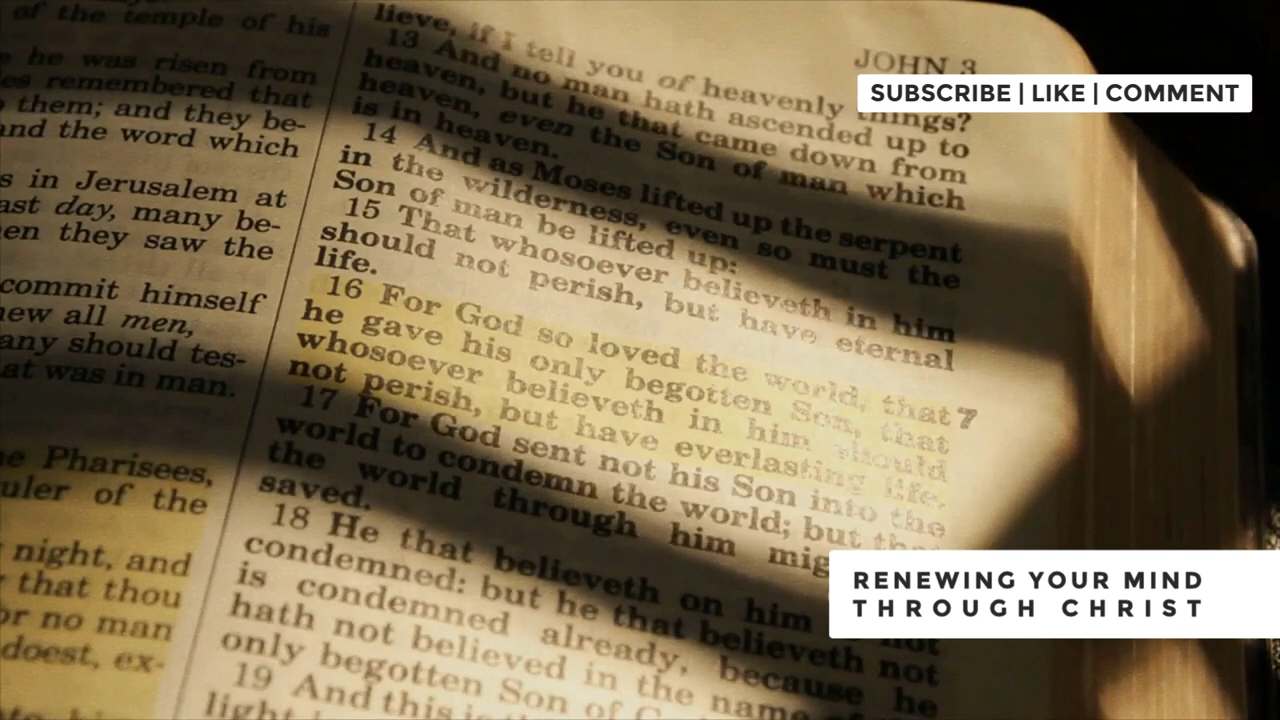 of the temple of his
he was risen from
es remembered that
them; and they be-
and the word which
s in Jerusalem at
ast day, many be-
en they saw the
commit himself
ew all men,
any should tes-
at was in man.
e Pharisees,
uler of the
night, and
that thou
or no man
doest, ex-
JOHN 3
lieve, if I tell you of heavenly things?
13 And no man hath ascended up to
heaven, but he that came down from
heaven, even the Son of man which
is in heaven.
14 And as Moses lifted up the serpent
in the wilderness, even so must the
Son of man be lifted up:
15 That whosoever believeth in him
should not perish, but have eternal
life.
16 For God so loved the world, that 7
he gave his only begotten Son, that
whosoever believeth in him should
not perish, but have everlasting life.
17 For God sent not his Son into the
world to condemn the world; but that
the world through him mig
saved.
18 He that believeth on him not
condemned: but he that believeth not
is condemned already, because he
hath not believed in the name
only begotten Son of
19 And this is
light
SUBSCRIBE | LIKE | COMMENT
RENEWING YOUR MIND
THROUGH CHRIST